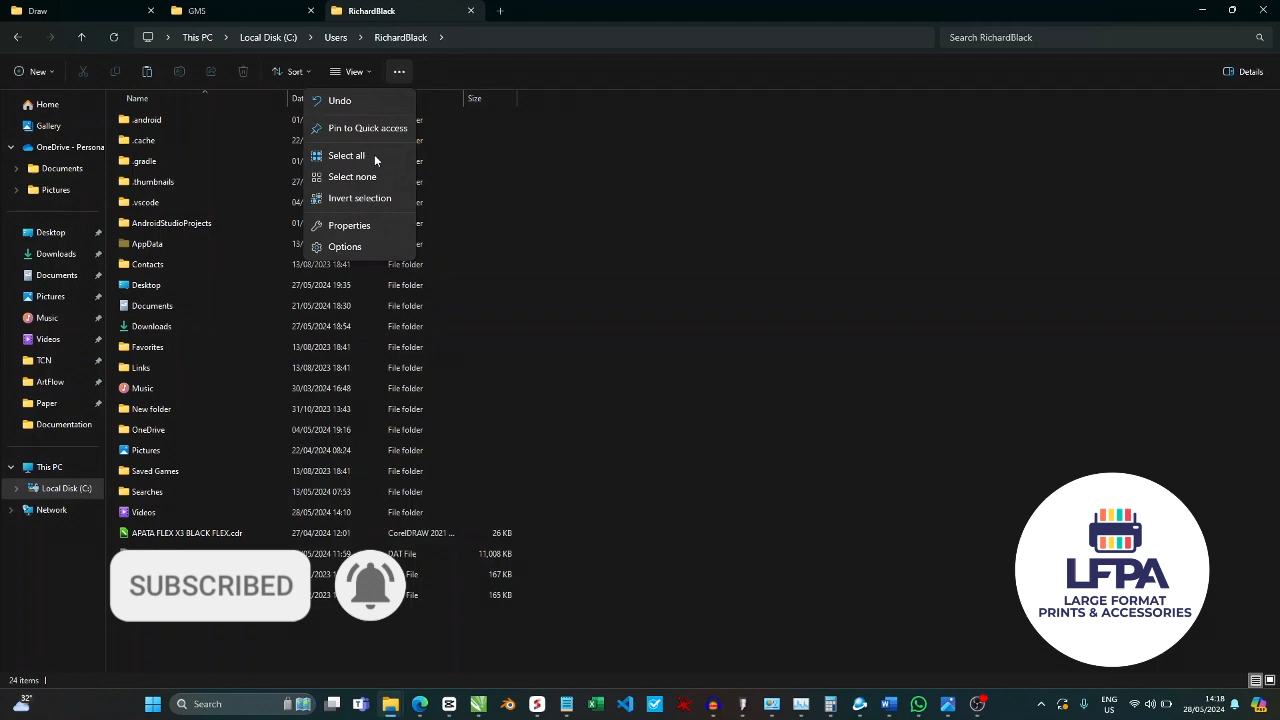 Draw
GMS
RichardBlack
This PC
Local Disk (C:)
Users
RichardBlack
Search RichardBlack
New
Sort
View
Details
Home
Gallery
OneDrive - Persona
Documents
Pictures
Desktop
Downloads
Documents
Pictures
Music
Videos
TCN
ArtFlow
Paper
Documentation
This PC
Local Disk (C:)
Network
Name
Size
Undo
Pin to Quick access
Select all
Select none
Invert selection
Properties
Options
.android
.cache
.gradle
.thumbnails
.vscode
AndroidStudioProjects
AppData
Contacts 13/08/2023 18:41 File folder
Desktop 27/05/2024 19:35 File folder
Documents 21/05/2024 18:30 File folder
Downloads 27/05/2024 18:54 File folder
Favorites 13/08/2023 18:41 File folder
Links 13/08/2023 18:41 File folder
Music 30/03/2024 16:48 File folder
New folder 31/10/2023 13:43 File folder
OneDrive 04/05/2024 19:16 File folder
Pictures 22/04/2024 08:24 File folder
Saved Games 13/08/2023 18:41 File folder
Searches 13/05/2024 07:53 File folder
Videos 28/05/2024 14:10 File folder
APATA FLEX X3 BLACK FLEX.cdr 27/04/2024 12:01 CorelDRAW 202 ... 26 KB
DAT File 11,008 KB
167 KB
165 KB
SUBSCRIBED
LFPA
LARGE FORMAT
PRINTS & ACCESSORIES
24 items
32°
Search
ENG
US
14:18
28/05/2024